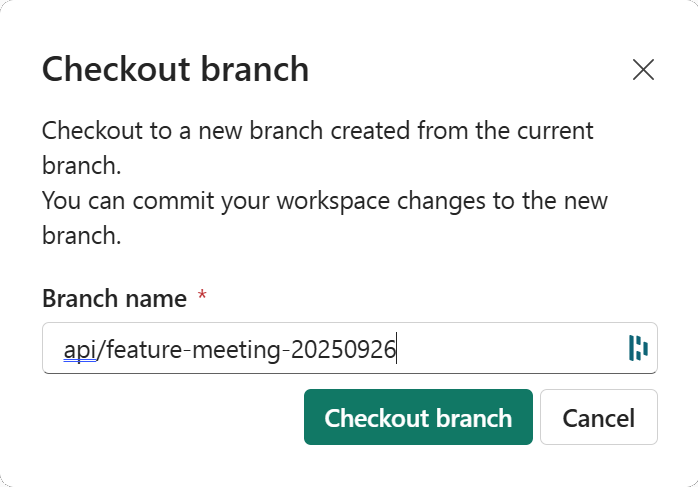 Checkout branch
Checkout to a new branch created from the current
branch.
You can commit your workspace changes to the new
branch.
Branch name *
api/feature-meeting-20250926
Checkout branch
Cancel